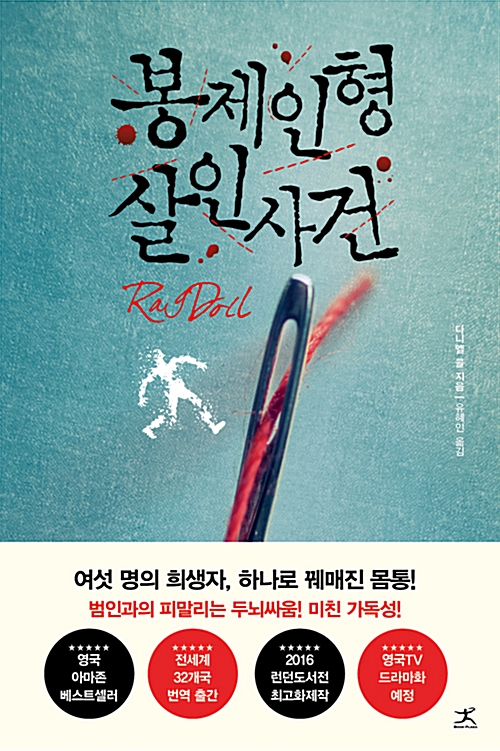 봉제인형
살인사건
RagDoll
다니엘 콜 지음 | 유혜인 옮김
여섯 명의 희생자, 하나로 꿰매진 몸통!
범인과의 피말리는 두뇌싸움! 미친 가독성!
★★★★★
영국
아마존
베스트셀러
★★★★★
전세계
32개국
번역 출간
★★★★★
2016
런던도서전
최고화제작
★★★★★
영국TV
드라마화
예정
Book Plaza